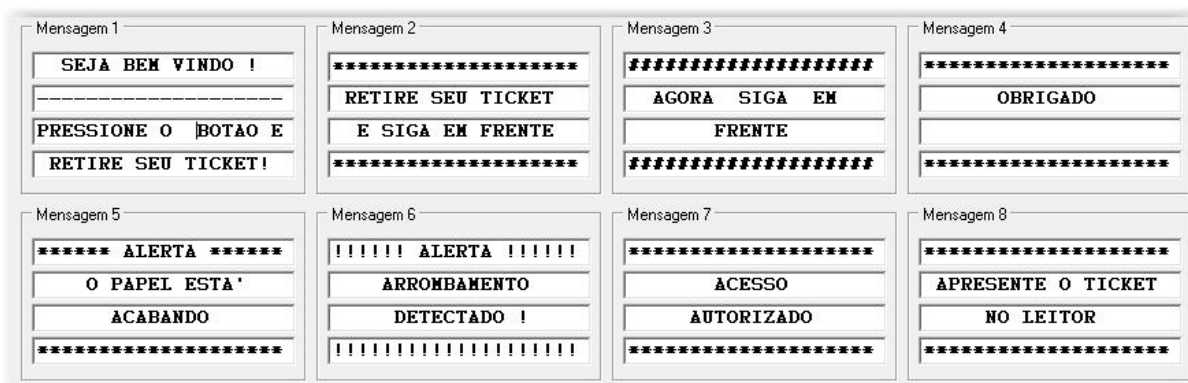 Mensagem 1
SEJA BEM VINDO !
--------------------
PRESSIONE O  BOTAO E
RETIRE SEU TICKET!
Mensagem 2
********************
RETIRE SEU TICKET
E SIGA EM FRENTE
********************
Mensagem 3
####################
AGORA  SIGA  EM
FRENTE
####################
Mensagem 4
********************
OBRIGADO
********************
Mensagem 5
****** ALERTA ******
O PAPEL ESTA'
ACABANDO
********************
Mensagem 6
!!!!!! ALERTA !!!!!!
ARROMBAMENTO
DETECTADO !
!!!!!!!!!!!!!!!!!!!!
Mensagem 7
********************
ACESSO
AUTORIZADO
********************
Mensagem 8
********************
APRESENTE O TICKET
NO LEITOR
********************